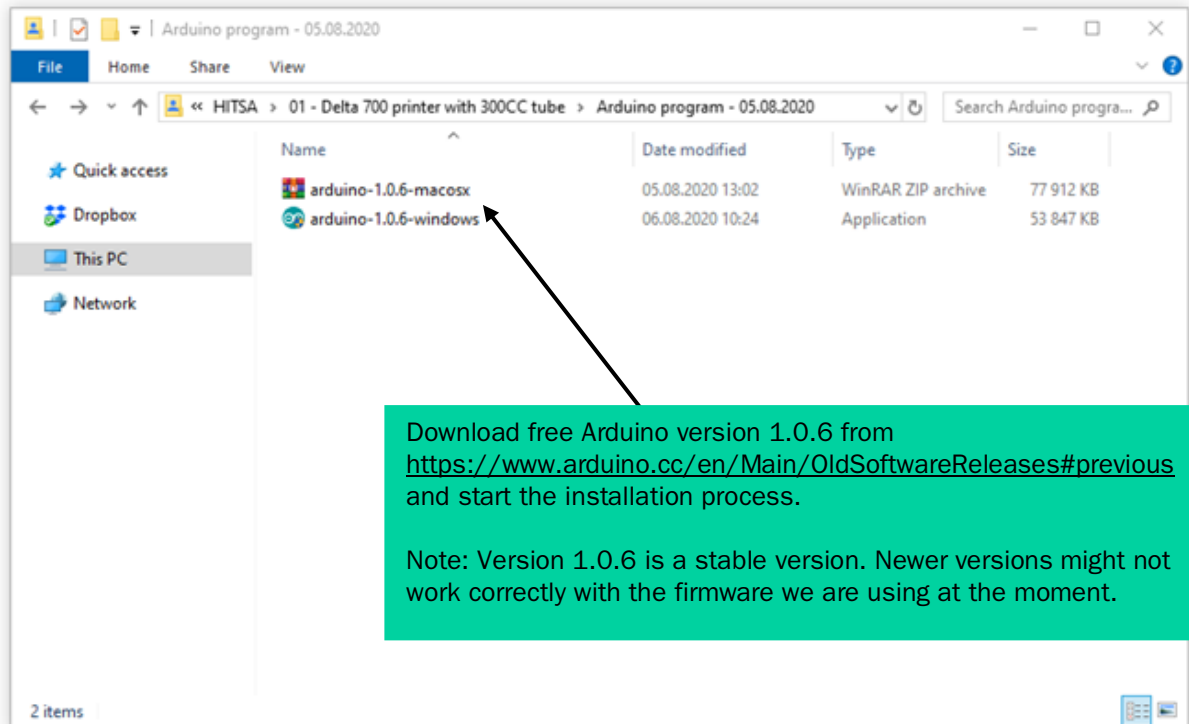 Arduino program - 05.08.2020
File Home Share View
« HITSA > 01 - Delta 700 printer with 300CC tube > Arduino program - 05.08.2020
Search Arduino progra...
Name Date modified Type Size
Quick access
Dropbox
This PC
Network
arduino-1.0.6-macosx 05.08.2020 13:02 WinRAR ZIP archive 77 912 KB
arduino-1.0.6-windows 06.08.2020 10:24 Application 53 847 KB
Download free Arduino version 1.0.6 from
https://www.arduino.cc/en/Main/OldSoftwareReleases#previous
and start the installation process.
Note: Version 1.0.6 is a stable version. Newer versions might not
work correctly with the firmware we are using at the moment.
2 items